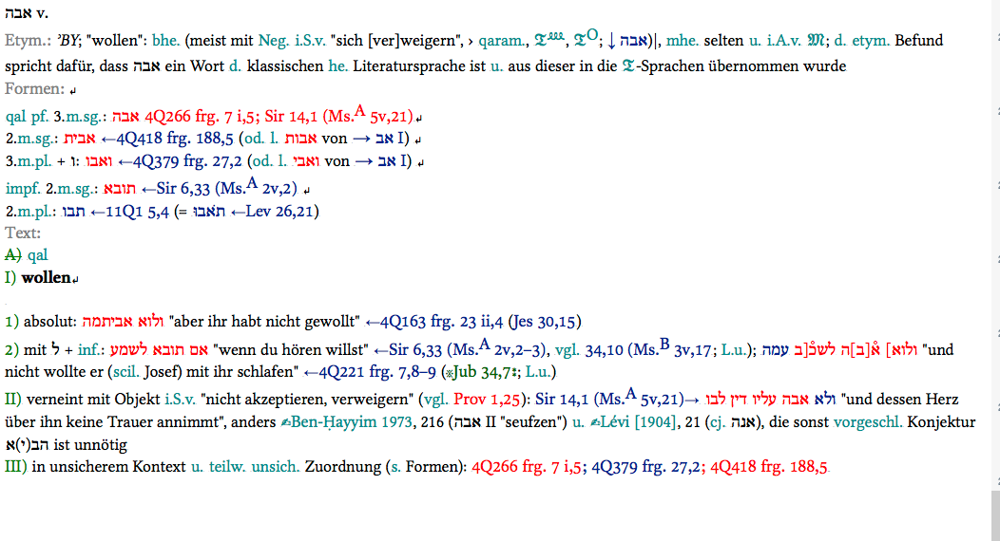 אבה v.
Etym.: ʾBY; "wollen": bhe. (meist mit Neg. i.S.v. "sich [ver]weigern", › qaram., 𝔗, 𝔗O; ↓ אבה)|, mhe. selten u. i.A.v. 𝔐; d. etym. Befund
spricht dafür, dass אבה ein Wort d. klassischen he. Literatursprache ist u. aus dieser in die 𝔗-Sprachen übernommen wurde
Formen: ↲
qal pf. 3.m.sg.: אבה 4Q266 frg. 7 i,5; Sir 14,1 (Ms.A 5v,21)↲
2.m.sg.: אבית ←4Q418 frg. 188,5 (od. l. אבות von → אב I) ↲
3.m.pl. + ו: ואבו ←4Q379 frg. 27,2 (od. l. ואבי von → אב I) ↲
impf. 2.m.sg.: תובא ←Sir 6,33 (Ms.A 2v,2) ↲
2.m.pl.: תבו ←11Q1 5,4 (= תֹאבוּ ←Lev 26,21)
Text:
A) qal
I) wollen↲
1) absolut: ולוא אביתמה "aber ihr habt nicht gewollt" ←4Q163 frg. 23 ii,4 (Jes 30,15)
2) mit ל + inf.: אם תובא לשמע "wenn du hören willst" ←Sir 6,33 (Ms.A 2v,2–3), vgl. 34,10 (Ms.B 3v,17; L.u.); ולוא] א֯[ב]ה לשכ֯[ב עמה "und
nicht wollte er (scil. Josef) mit ihr schlafen" ←4Q221 frg. 7,8–9 (Jub 34,7; L.u.)
II) verneint mit Objekt i.S.v. "nicht akzeptieren, verweigern" (vgl. Prov 1,25): Sir 14,1 (Ms.A 5v,21)→ ולא אבה עליו דין לבו "und dessen Herz
über ihn keine Trauer annimmt", anders ✍Ben-Ḥayyim 1973, 216 (אבה II "seufzen") u. ✍Lévi [1904], 21 (cj. אנה), die sonst vorgeschl. Konjektur
הב(י)א ist unnötig
III) in unsicherem Kontext u. teilw. unsich. Zuordnung (s. Formen): 4Q266 frg. 7 i,5; 4Q379 frg. 27,2; 4Q418 frg. 188,5